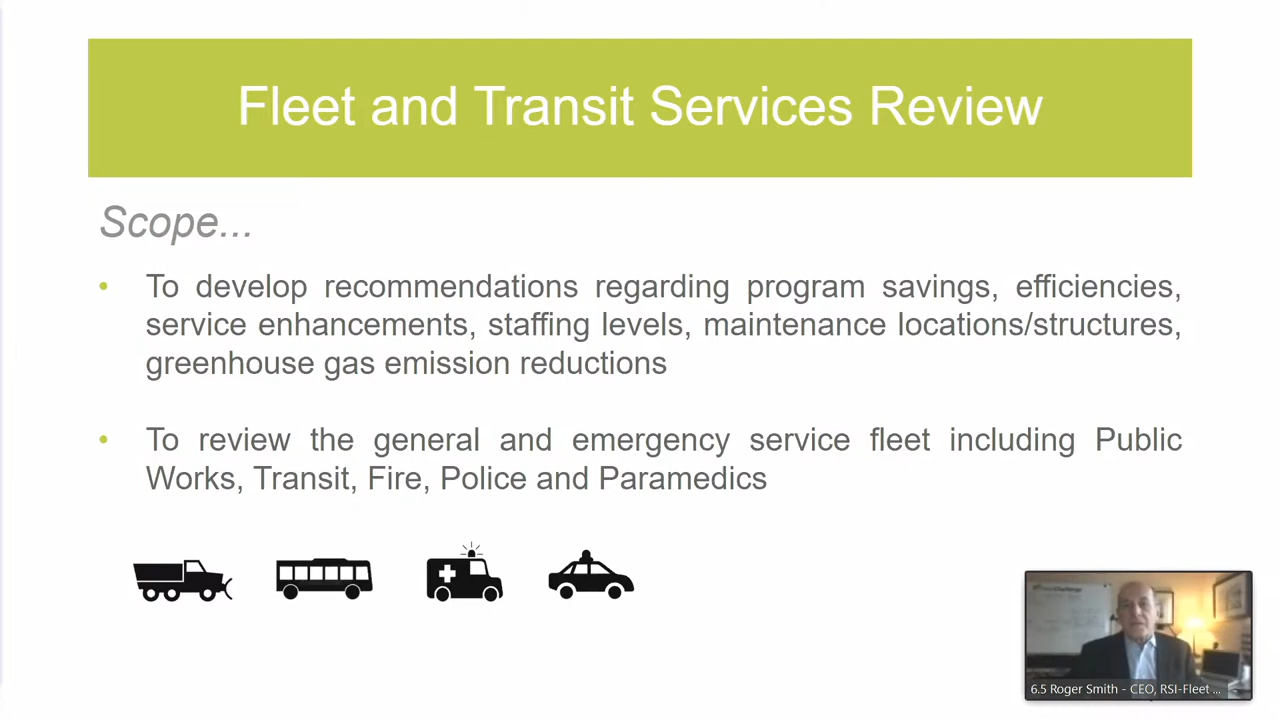 Fleet and Transit Services Review
Scope...
• To develop recommendations regarding program savings, efficiencies,
service enhancements, staffing levels, maintenance locations/structures,
greenhouse gas emission reductions
• To review the general and emergency service fleet including Public
Works, Transit, Fire, Police and Paramedics
6.5 Roger Smith - CEO, RSI-Fleet ...